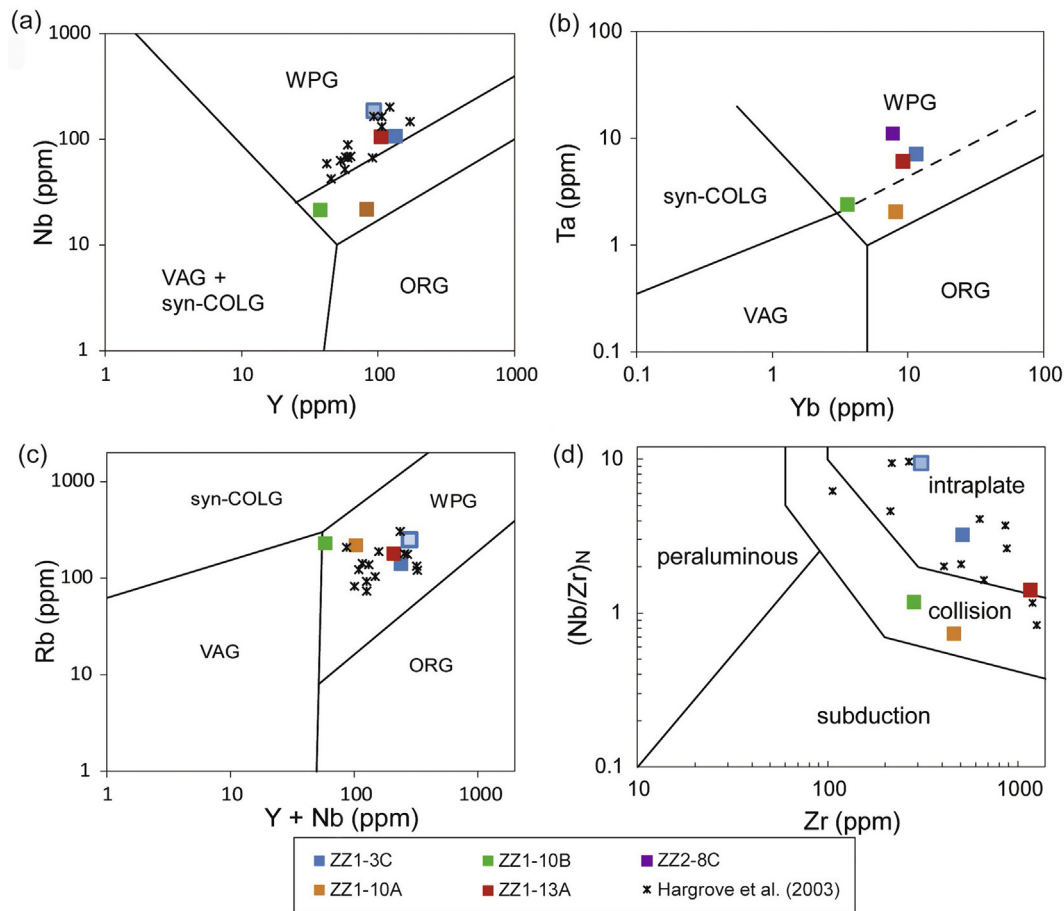 (a)
1000
100
10
1
Nb (ppm)
WPG
VAG +
syn-COLG
ORG
1
10
100
1000
Y (ppm)
(b)
100
10
1
0.1
Ta (ppm)
WPG
syn-COLG
VAG
ORG
0.1
1
10
100
Yb (ppm)
(c)
1000
100
10
1
Rb (ppm)
syn-COLG
WPG
VAG
ORG
1
10
100
1000
Y + Nb (ppm)
(d)
10
1
0.1
(Nb/Zr)N
intraplate
peraluminous
collision
subduction
10
100
1000
Zr (ppm)
ZZ1-3C
ZZ1-10B
ZZ2-8C
ZZ1-10A
ZZ1-13A
Hargrove et al. (2003)